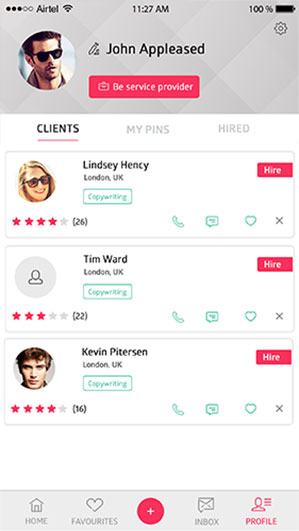 Airtel 11:27 AM 100 %
John Appleased
Be service provider
CLIENTS MY PINS HIRED
Lindsey Hency
Hire
London, UK
Copywriting
(26)
Tim Ward
Hire
London, UK
Copywriting
(22)
Kevin Pitersen
Hire
London, UK
Copywriting
(16)
HOME FAVOURITES + INBOX PROFILE